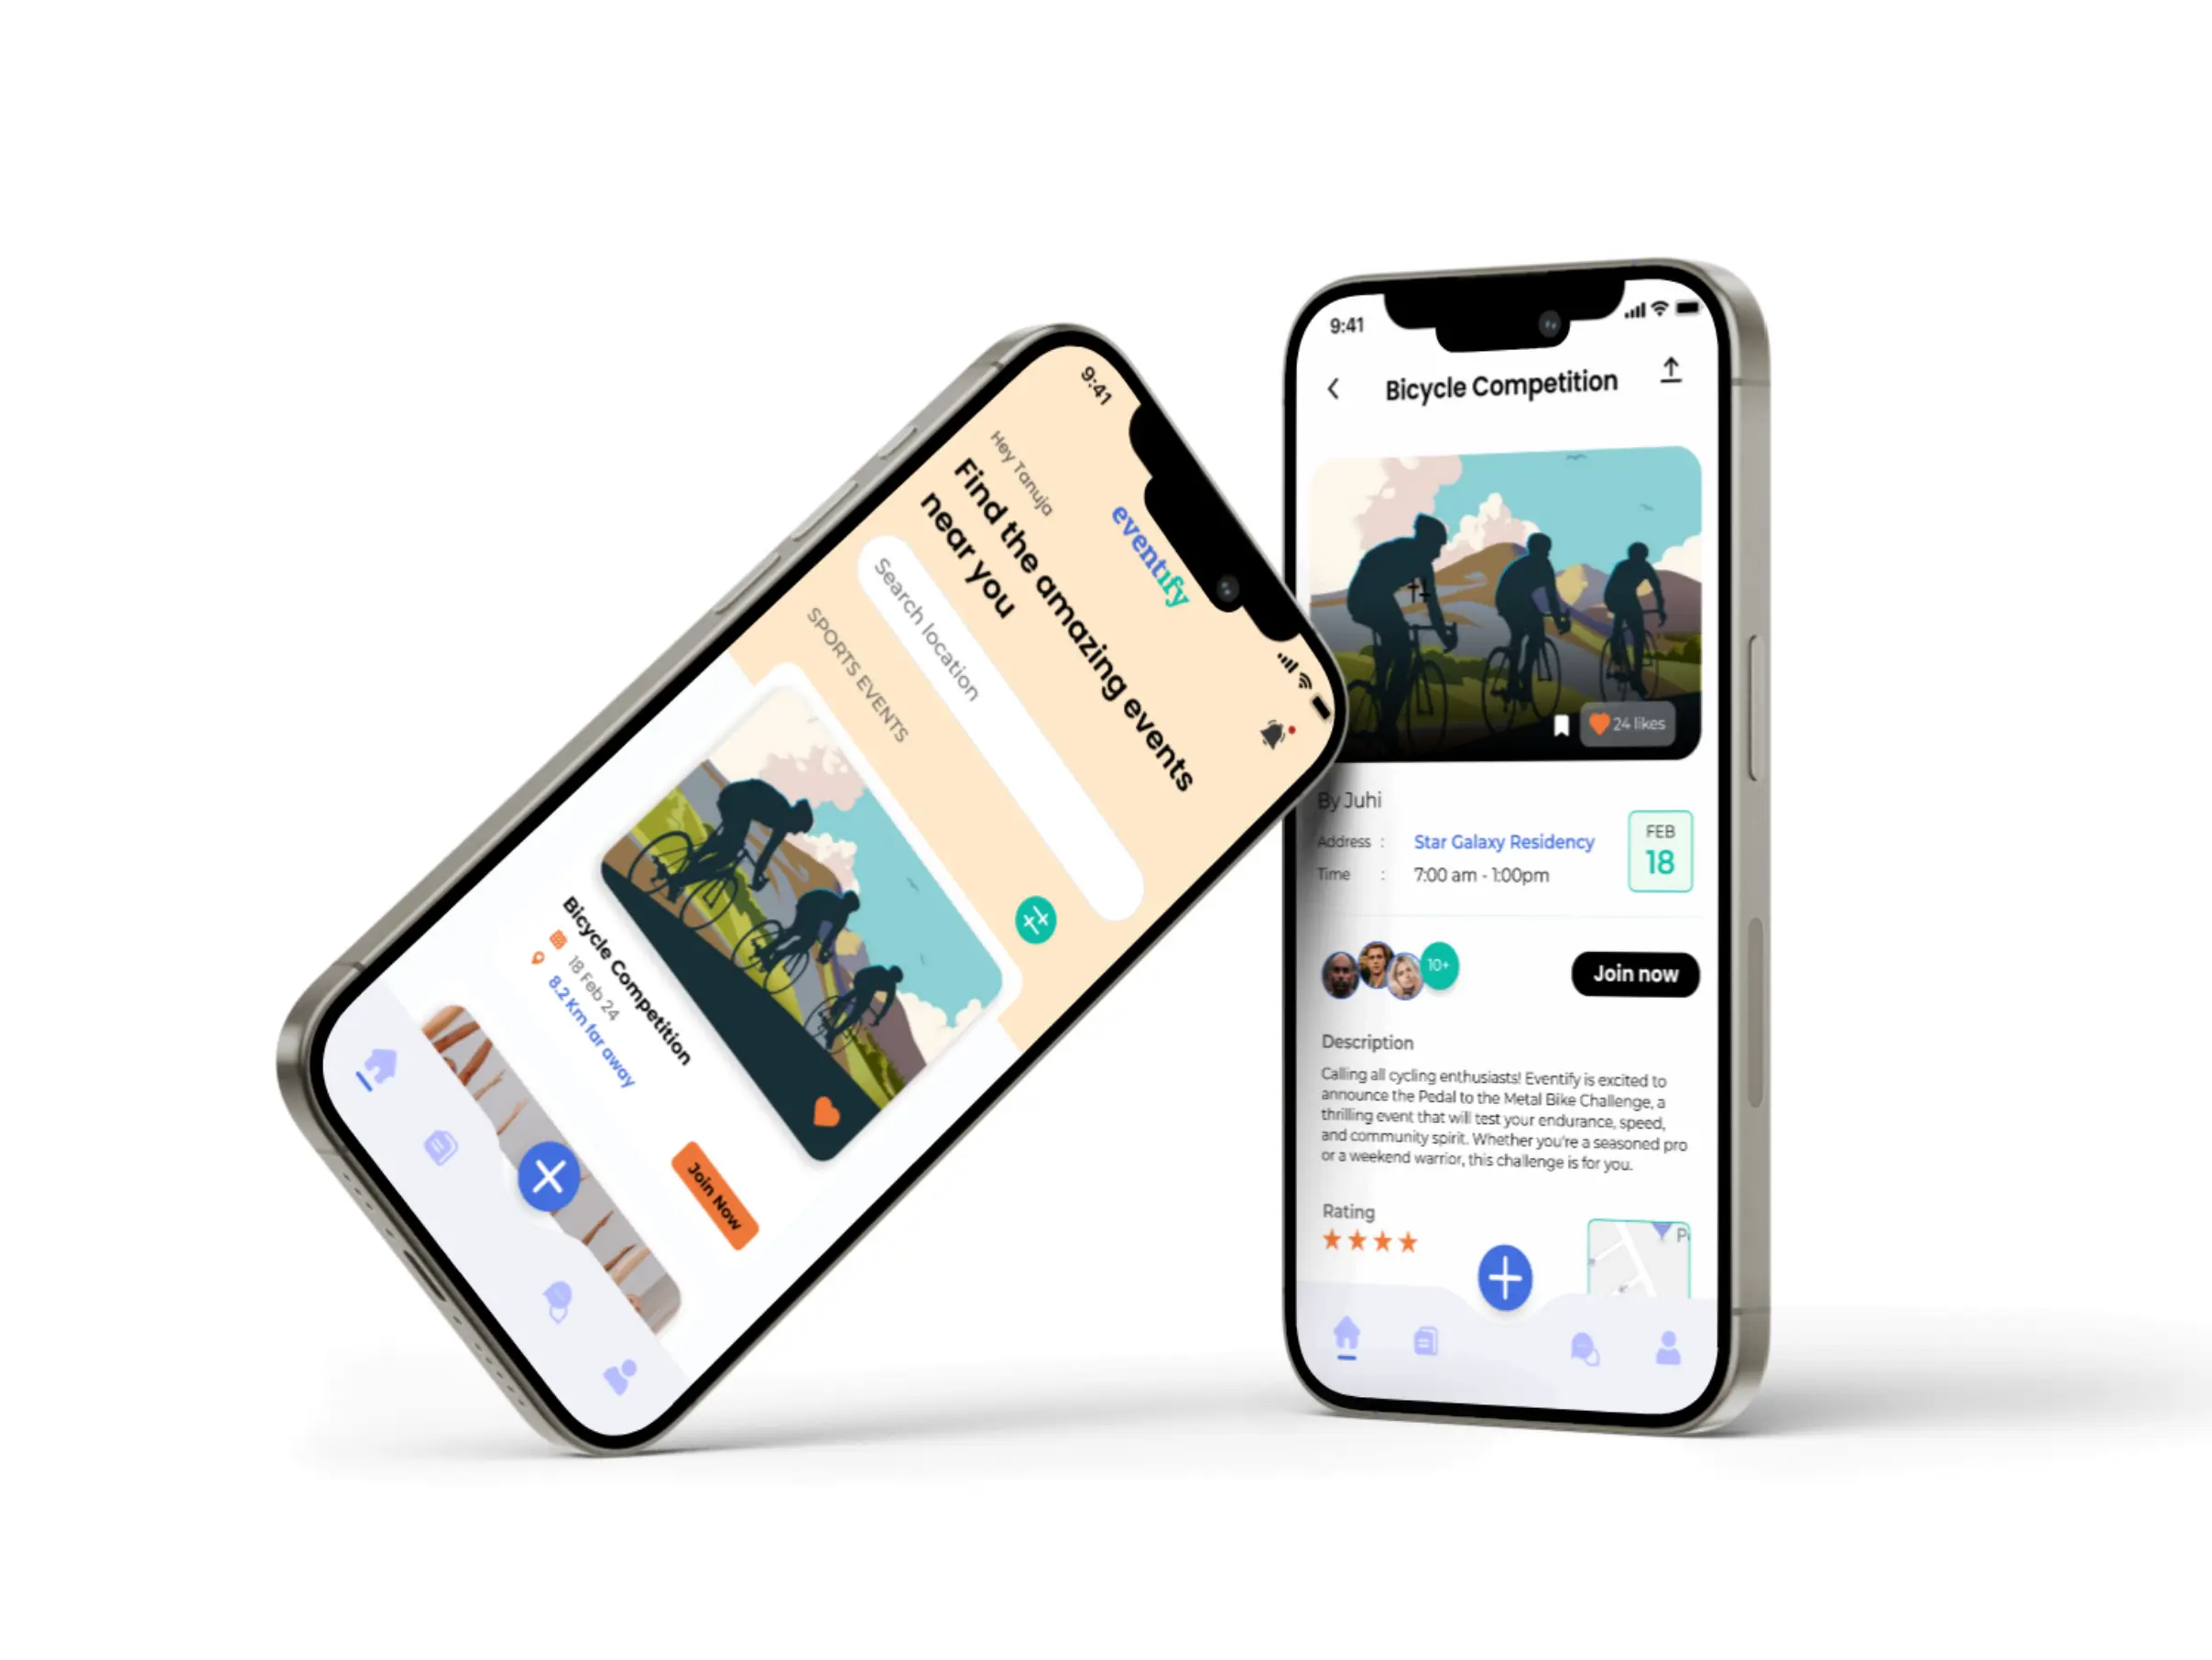 9:41
Hey Tanuja
eventify
Find the amazing events
near you
Search location
SPORTS EVENTS
Bicycle Competition
18 Feb 24
8.2 Km far away
Join Now
9:41
Bicycle Competition
24 likes
By Juhi
Address : Star Galaxy Residency
Time : 7:00 am - 1:00pm
FEB
18
10+
Join now
Description
Calling all cycling enthusiasts! Eventify is excited to
announce the Pedal to the Metal Bike Challenge, a
thrilling event that will test your endurance, speed,
and community spirit. Whether you're a seasoned pro
or a weekend warrior, this challenge is for you.
Rating